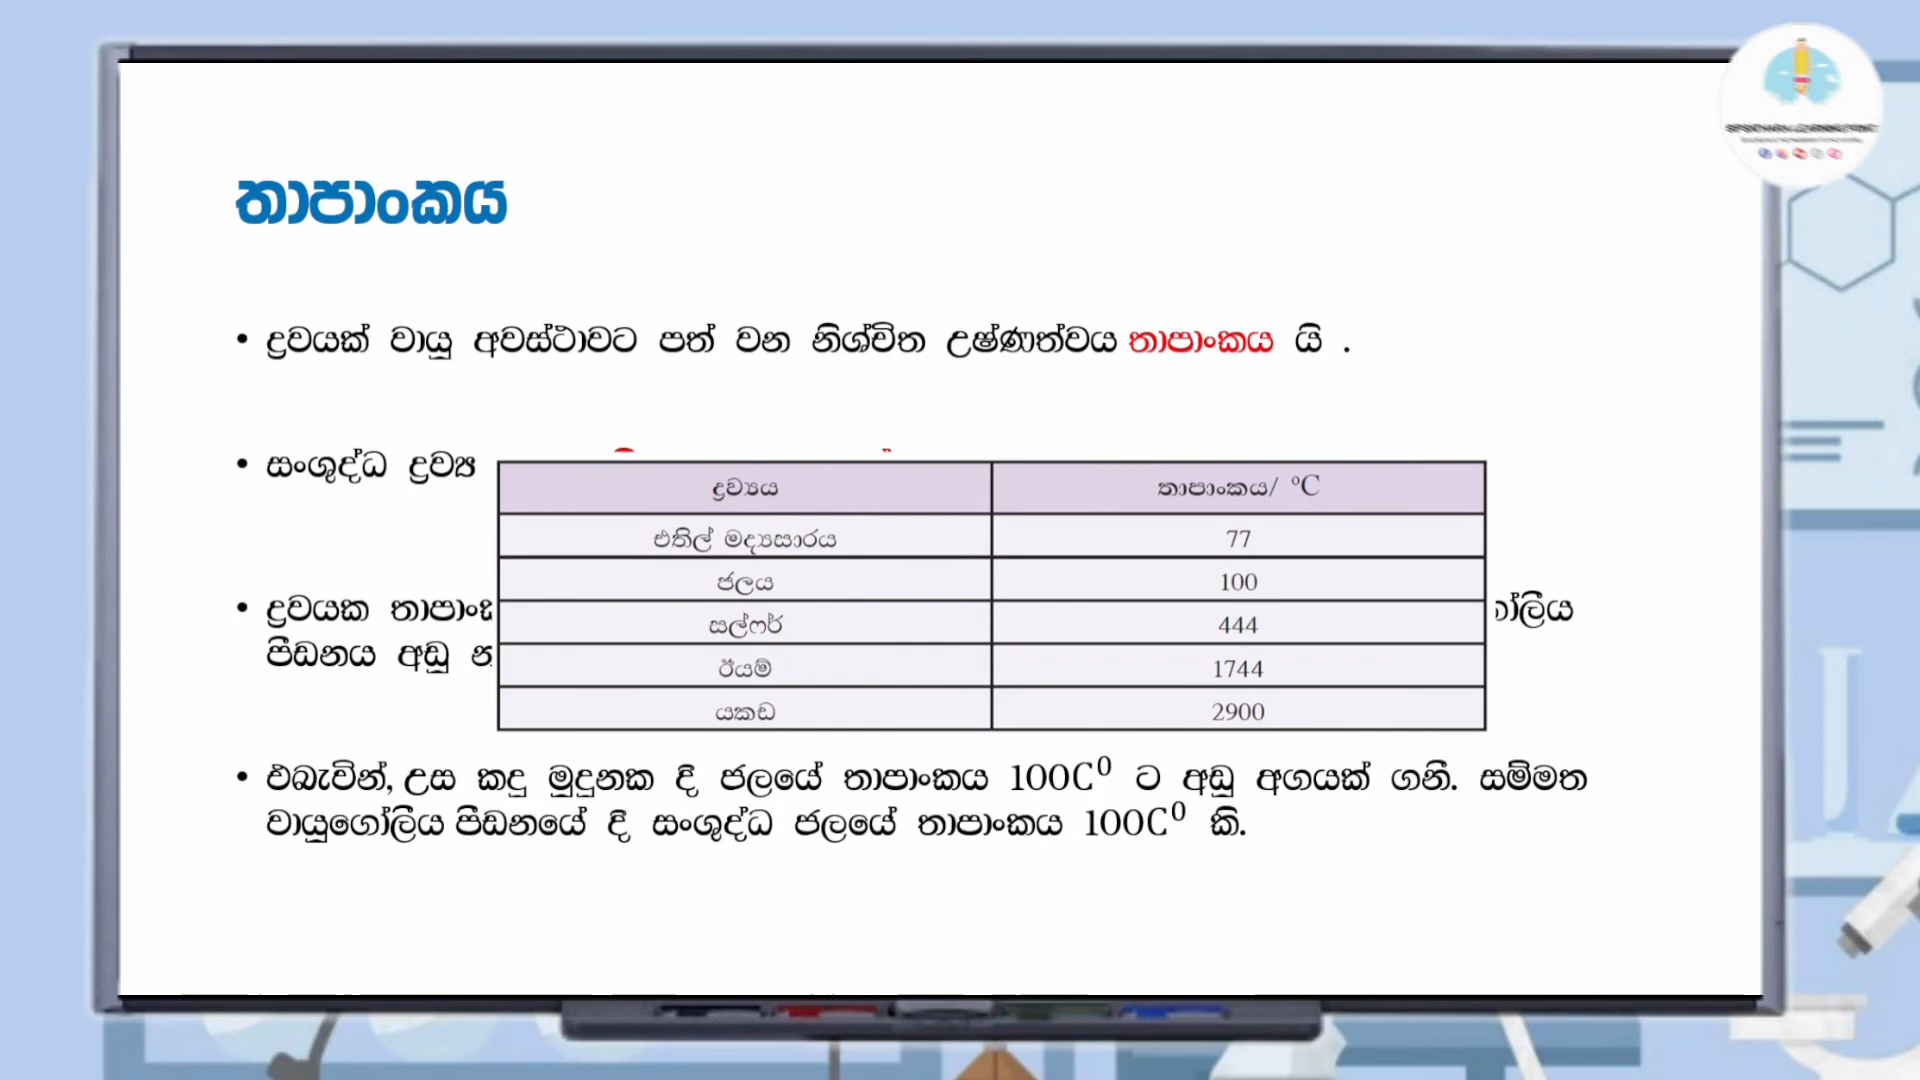 තාපාංකය
• ද්‍රවයක් වායු අවස්ථාවට පත් වන නිශ්චිත උෂ්ණත්වය තාපාංකය යි .
• සංශුද්ධ ද්‍රව්‍ය
ද්‍රව්‍යය තාපාංකය/ °C
එතිල් මද්‍යසාරය 77
ජලය 100
සල්ෆර් 444
ඊයම් 1744
යකඩ 2900
• ද්‍රවයක
පීඩනය අඩු
• එබැවින්, උස කඳු මුදුනක දී ජලයේ තාපාංකය 100C⁰ ට අඩු අගයක් ගනී. සම්මත
වායුගෝලීය පීඩනයේ දී සංශුද්ධ ජලයේ තාපාංකය 100C⁰ කි.